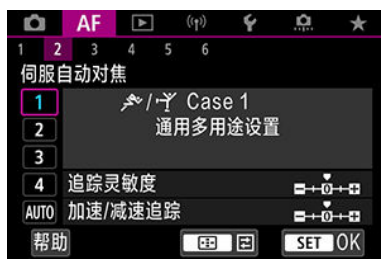 AF
1 2 3 4 5 6
伺服自动对焦
1 / Case 1
2 通用多用途设置
3
4 追踪灵敏度 0
AUTO 加速/减速追踪 0
帮助 SET OK